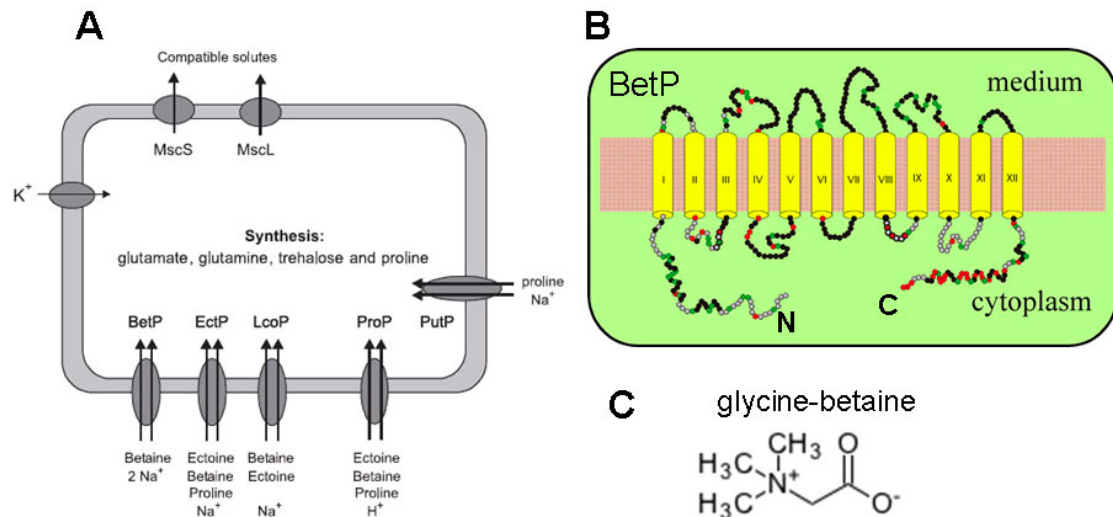 A
Compatible solutes
MscS MscL
K+
Synthesis:
glutamate, glutamine, trehalose and proline
proline
Na+
BetP EctP LcoP ProP PutP
Betaine
2 Na+
Ectoine
Betaine
Proline
Na+
Betaine
Ectoine
Na+
Ectoine
Betaine
Proline
H+
B
BetP medium
I II III IV V VI VII VIII IX X XI XII
N C cytoplasm
C glycine-betaine
CH3 O
H3C
N+
H3C O-